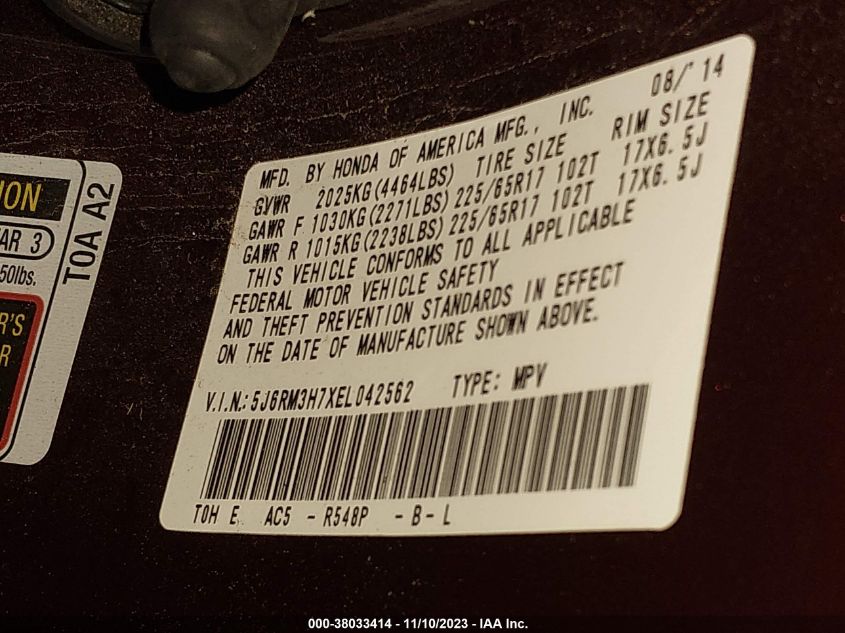 08/'14
MFD. BY HONDA OF AMERICA MFG., INC.
GVWR 2025KG(4464LBS) TIRE SIZE RIM SIZE
GAWR F 1030KG(2271LBS) 225/65R17 102T 17X6.5J
GAWR R 1015KG(2238LBS) 225/65R17 102T 17X6.5J
THIS VEHICLE CONFORMS TO ALL APPLICABLE
FEDERAL MOTOR VEHICLE SAFETY
AND THEFT PREVENTION STANDARDS IN EFFECT
ON THE DATE OF MANUFACTURE SHOWN ABOVE.
V.I.N.: 5J6RM3H7XEL042562 TYPE: MPV
TOH E AC5 - R548P - B - L
ION
AR 3
50lbs.
R'S
R
TOA A2
000-38033414 - 11/10/2023 - IAA Inc.